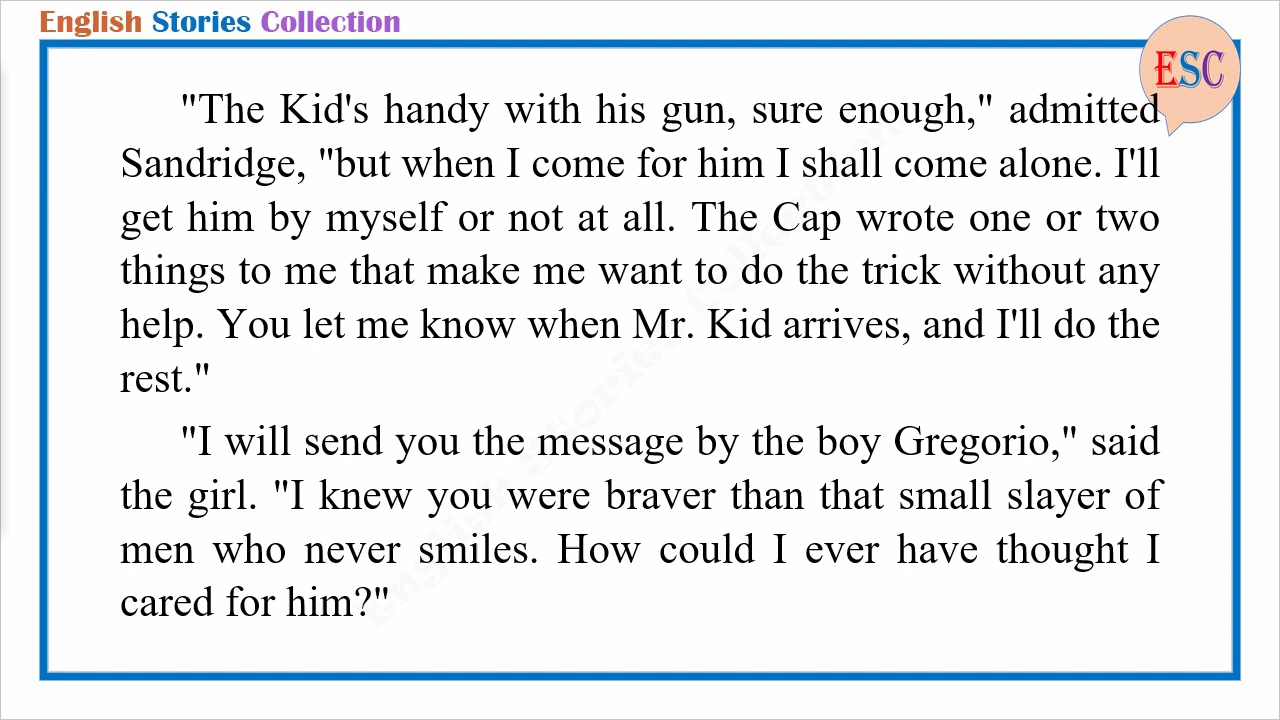 English Stories Collection
ESC
"The Kid's handy with his gun, sure enough," admitted
Sandridge, "but when I come for him I shall come alone. I'll
get him by myself or not at all. The Cap wrote one or two
things to me that make me want to do the trick without any
help. You let me know when Mr. Kid arrives, and I'll do the
rest."
"I will send you the message by the boy Gregorio," said
the girl. "I knew you were braver than that small slayer of
men who never smiles. How could I ever have thought I
cared for him?"
English Stories Collection